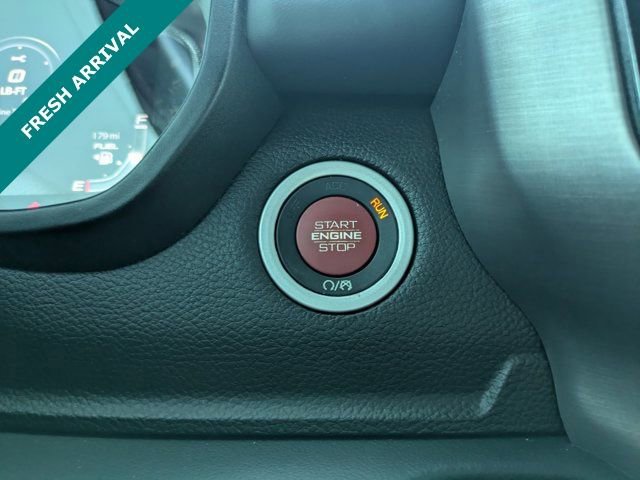 FRESH ARRIVAL
LB-FT
179 mi
FUEL
F
E
ACC
RUN
START
ENGINE
STOP